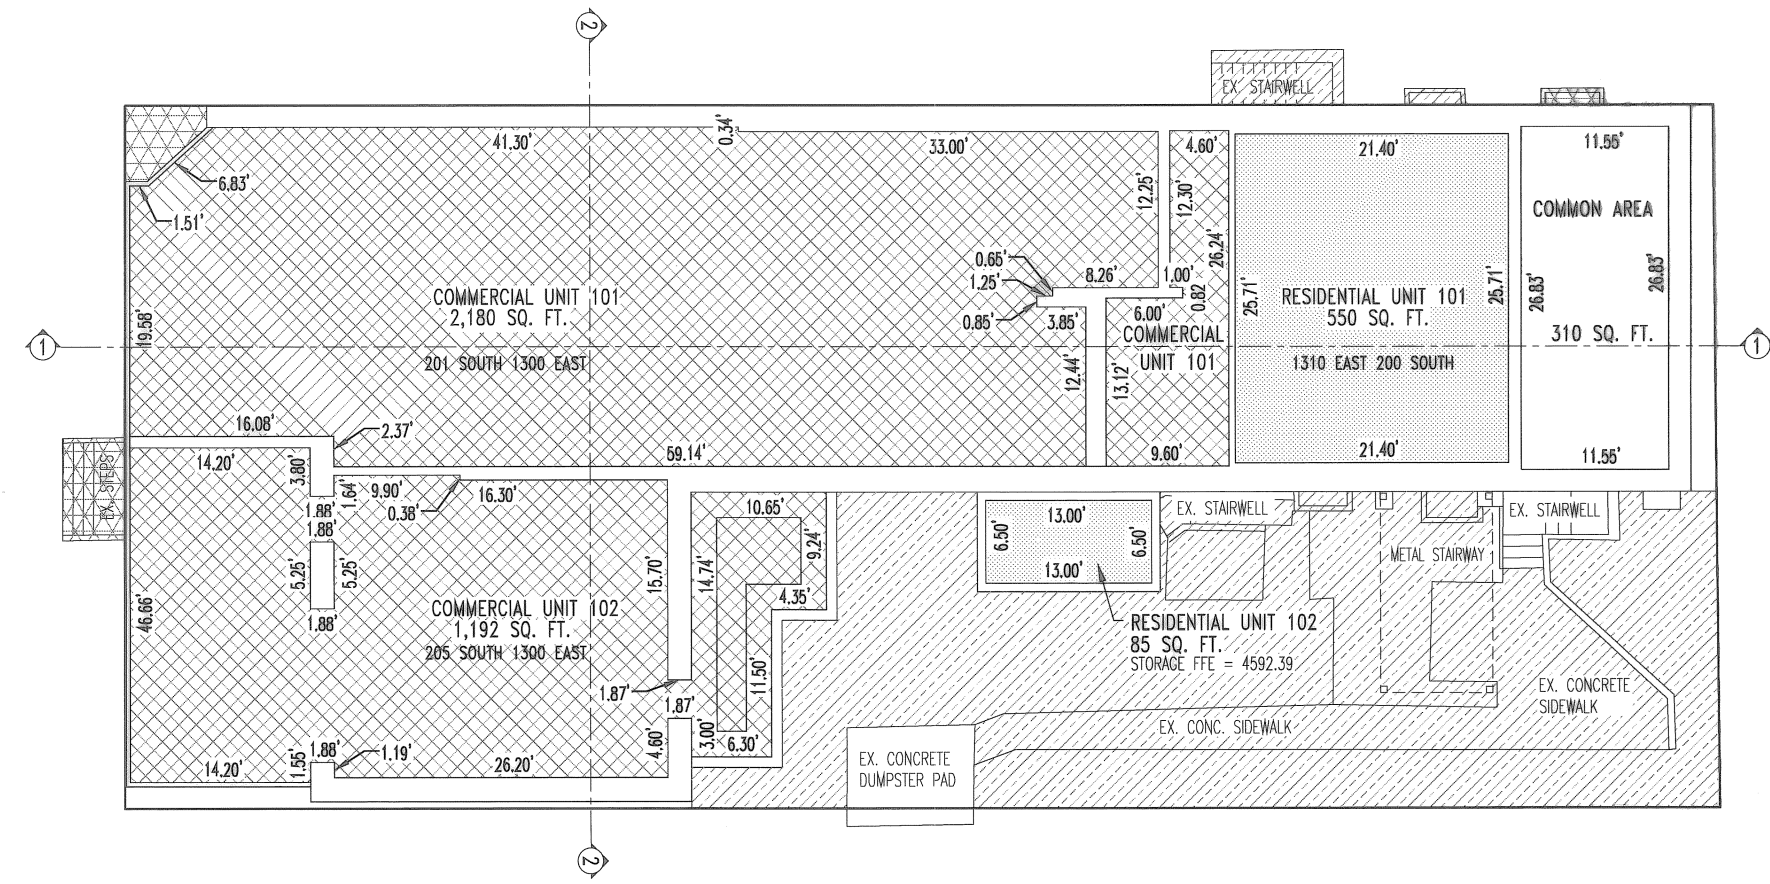 2
EX. STAIRWELL
41.30'
0.34'
33.00'
4.60'
21.40'
11.55'
6.83'
1.51'
12.25'
12.30'
COMMON AREA
26.24'
0.65'
1.25'
8.26'
1.00'
0.82
0.85'
3.85'
6.00'
COMMERCIAL UNIT 101
2,180 SQ. FT.
201 SOUTH 1300 EAST
19.58'
COMMERCIAL
UNIT 101
25.71'
RESIDENTIAL UNIT 101
550 SQ. FT.
1310 EAST 200 SOUTH
25.71'
26.83'
26.83'
310 SQ. FT.
1
1
12.44'
13.12'
16.08'
2.37'
59.14'
9.60'
21.40'
11.55'
EX. STEPS
14.20'
3.80'
1.64'
9.90'
0.38'
16.30'
1.88'
1.88'
5.25'
5.25'
1.88'
46.66'
COMMERCIAL UNIT 102
1,192 SQ. FT.
205 SOUTH 1300 EAST
15.70'
14.74'
10.65'
9.24'
4.35'
11.50'
1.87'
1.87'
3.00'
6.30'
4.60'
14.20'
1.55'
1.88'
1.19'
26.20'
13.00'
6.50'
6.50'
13.00'
EX. STAIRWELL
EX. STAIRWELL
METAL STAIRWAY
RESIDENTIAL UNIT 102
85 SQ. FT.
STORAGE FFE = 4592.39
EX. CONCRETE
SIDEWALK
EX. CONC. SIDEWALK
EX. CONCRETE
DUMPSTER PAD
2